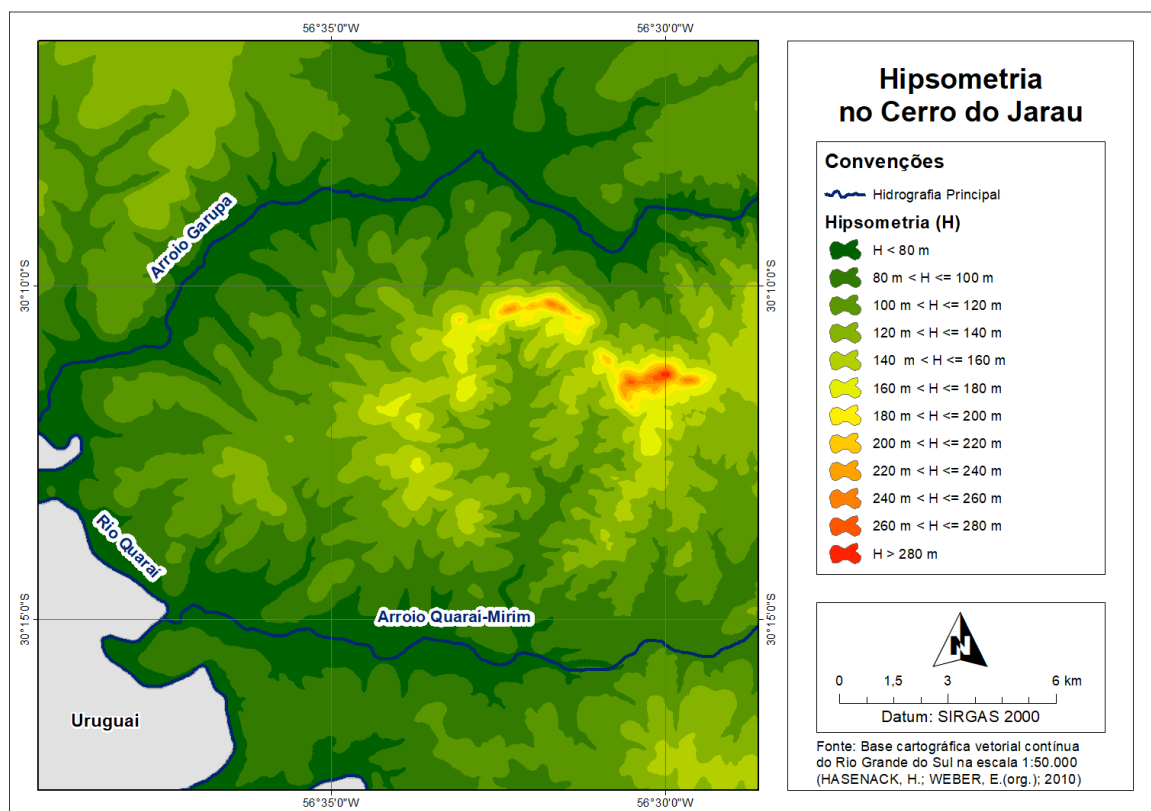 56°35'0"W
56°30'0"W
Hipsometria
no Cerro do Jarau
Convenções
Hidrografia Principal
Hipsometria (H)
H < 80 m
80 m < H <= 100 m
100 m < H <= 120 m
120 m < H <= 140 m
140  m < H <= 160 m
160 m < H <= 180 m
180 m < H <= 200 m
200 m < H <= 220 m
220 m < H <= 240 m
240 m < H <= 260 m
260 m < H <= 280 m
H > 280 m
Arroio Garupa
30°10'0"S
30°10'0"S
Rio Quaraí
Arroio Quaraí-Mirim
30°15'0"S
30°15'0"S
Uruguai
N
0 1,5 3 6 km
Datum: SIRGAS 2000
Fonte: Base cartográfica vetorial contínua
do Rio Grande do Sul na escala 1:50.000
(HASENACK, H.; WEBER, E.(org.); 2010)
56°35'0"W
56°30'0"W